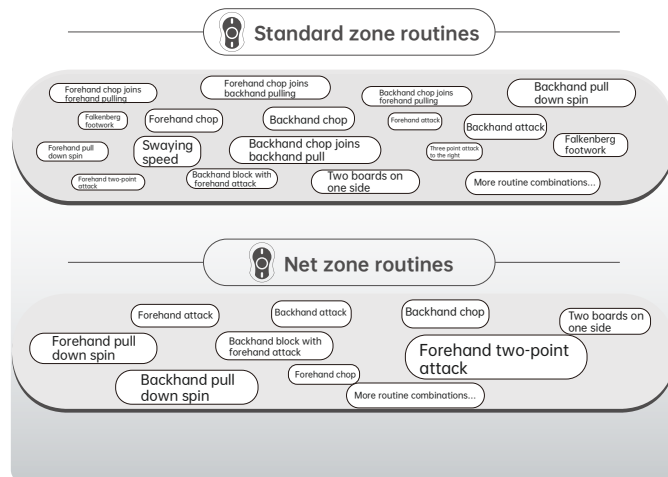 Standard zone routines
Forehand chop joins
forehand pulling
Forehand chop joins
backhand pulling
Backhand chop joins
forehand pulling
Backhand pull
down spin
Falkenberg
footwork
Forehand chop
Backhand chop
Forehand attack
Backhand attack
Forehand pull
down spin
Swaying
speed
Backhand chop joins
backhand pull
Three point attack
to the right
Falkenberg
footwork
Forehand two-point
attack
Backhand block with
forehand attack
Two boards on
one side
More routine combinations...
Net zone routines
Forehand attack
Backhand attack
Backhand chop
Two boards on
one side
Forehand pull
down spin
Backhand block with
forehand attack
Forehand two-point
attack
Backhand pull
down spin
Forehand chop
More routine combinations...